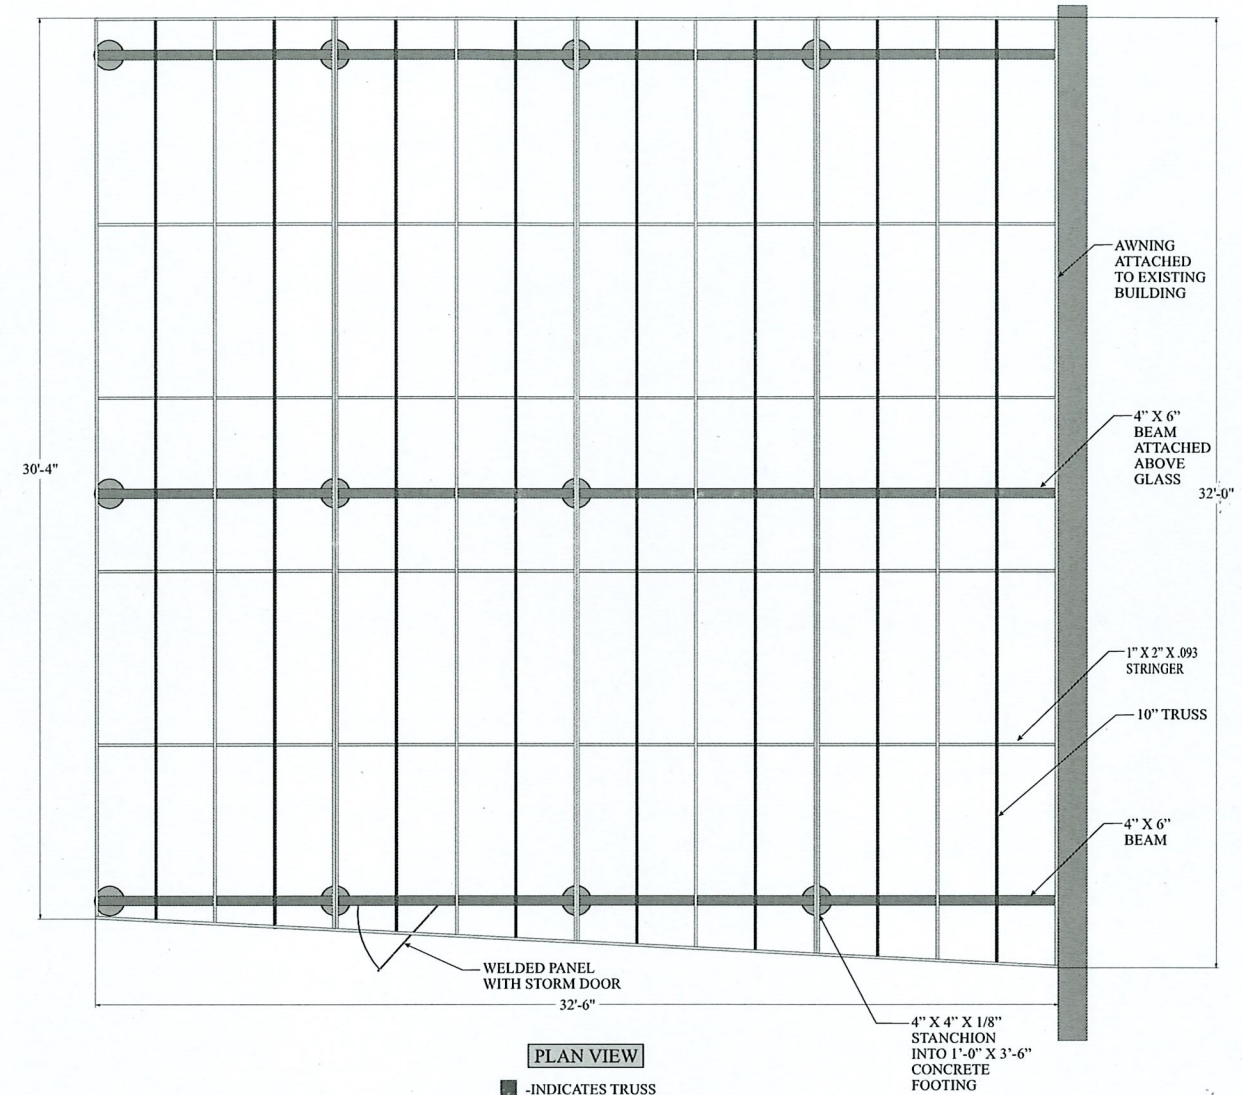 AWNING
ATTACHED
TO EXISTING
BUILDING
4” X 6”
BEAM
ATTACHED
ABOVE
GLASS
30'-4"
32'-0"
1” X 2” X .093
STRINGER
10” TRUSS
4” X 6”
BEAM
WELDED PANEL
WITH STORM DOOR
32'-6"
4” X 4” X 1/8”
STANCHION
INTO 1’-0” X 3’-6”
CONCRETE
FOOTING
PLAN VIEW
-INDICATES TRUSS